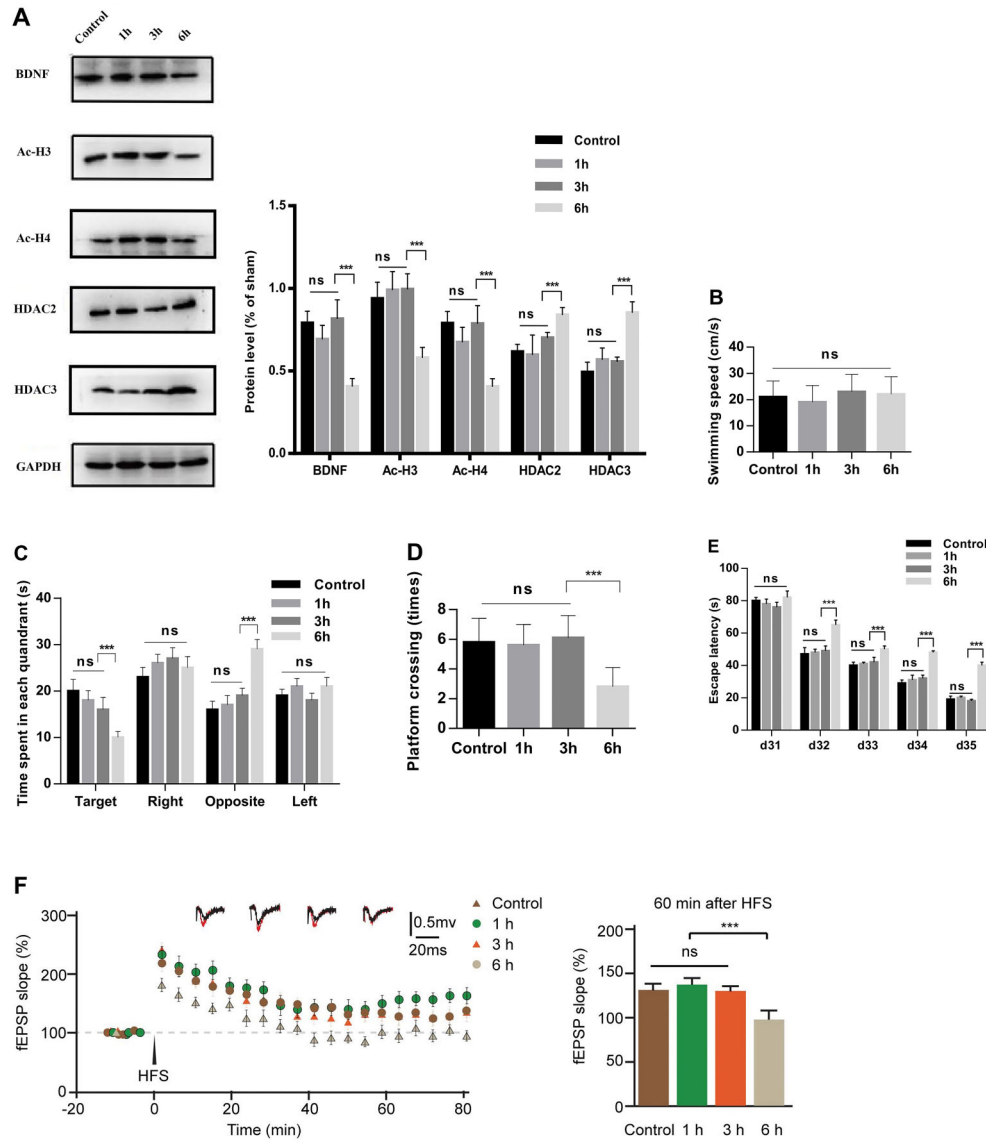 A
Control 1h 3h 6h
BDNF
Ac-H3
Ac-H4
HDAC2
HDAC3
GAPDH
Control
1h
3h
6h
Protein level (% of sham)
1.5
1.0
0.5
0.0
ns *** ns *** ns *** ns *** ns ***
BDNF Ac-H3 Ac-H4 HDAC2 HDAC3
B
Swimming speed (cm/s)
40
30
20
10
0
ns
Control 1h 3h 6h
C
Time spent in each quandrant (s)
40
30
20
10
0
Control
1h
3h
6h
ns *** ns ns *** ns
Target Right Opposite Left
D
Platform crossing (times)
8
6
4
2
0
ns ***
Control 1h 3h 6h
E
Escape latency (s)
100
80
60
40
20
0
Control
1h
3h
6h
ns ns *** ns *** ns *** ns ***
d31 d32 d33 d34 d35
F
fEPSP slope (%)
300
200
100
0
HFS
-20 0 20 40 60 80
Time (min)
0.5mv
20ms
Control
1 h
3 h
6 h
60 min after HFS
fEPSP slope (%)
200
150
100
50
0
ns ***
Control 1 h 3 h 6 h